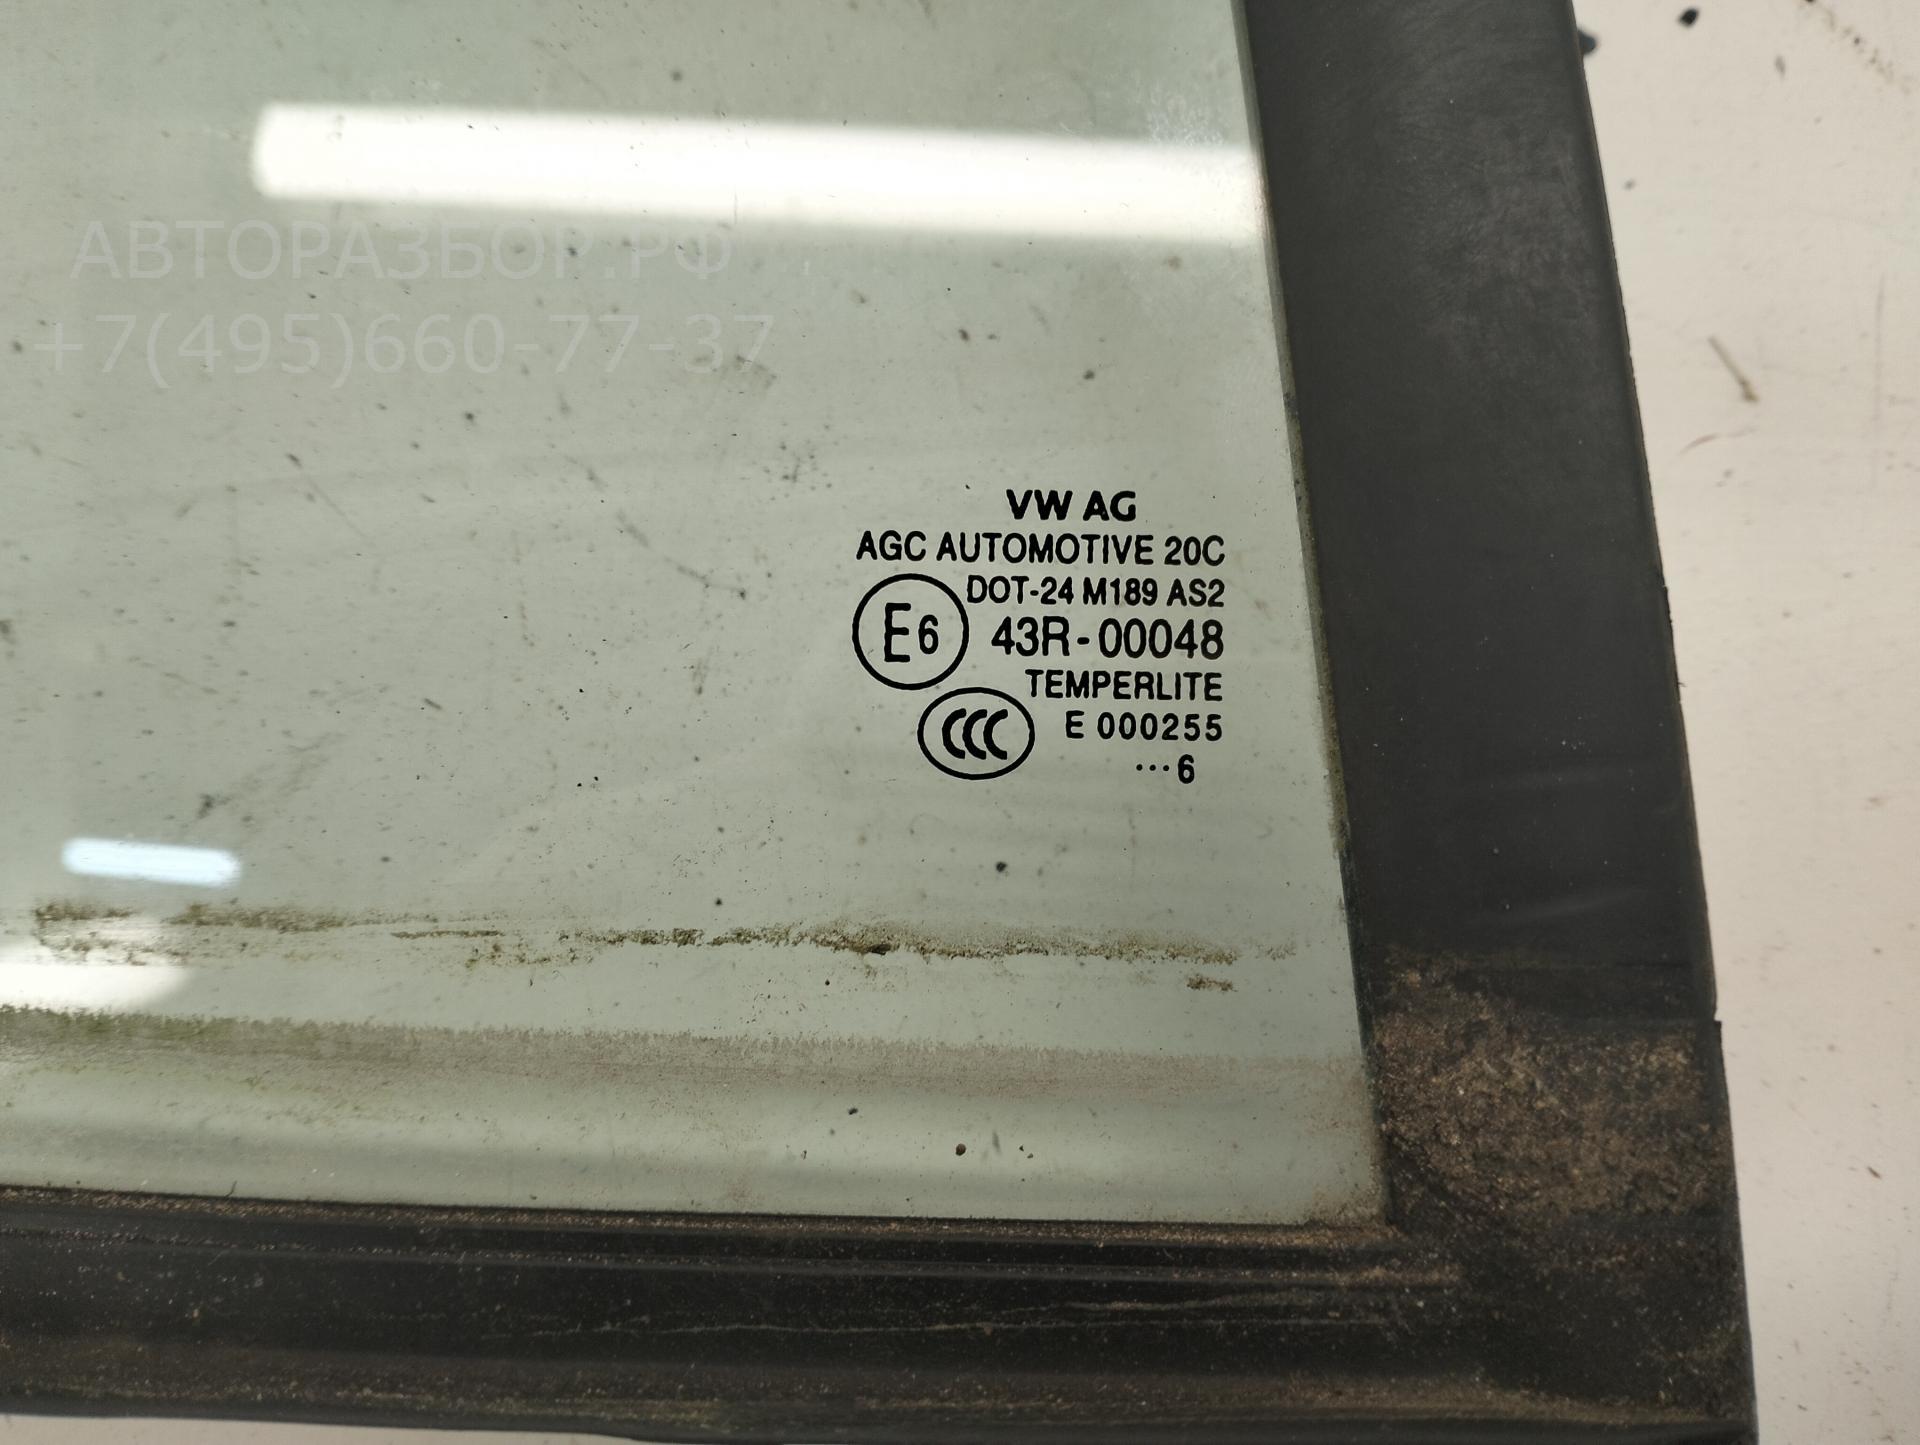 АВТОРАЗБОР.РФ
+7(495)660-77-37
VW AG
AGC AUTOMOTIVE 20C
DOT-24 M189 AS2
E6 43R-00048
TEMPERLITE
CCC E 000255
...6